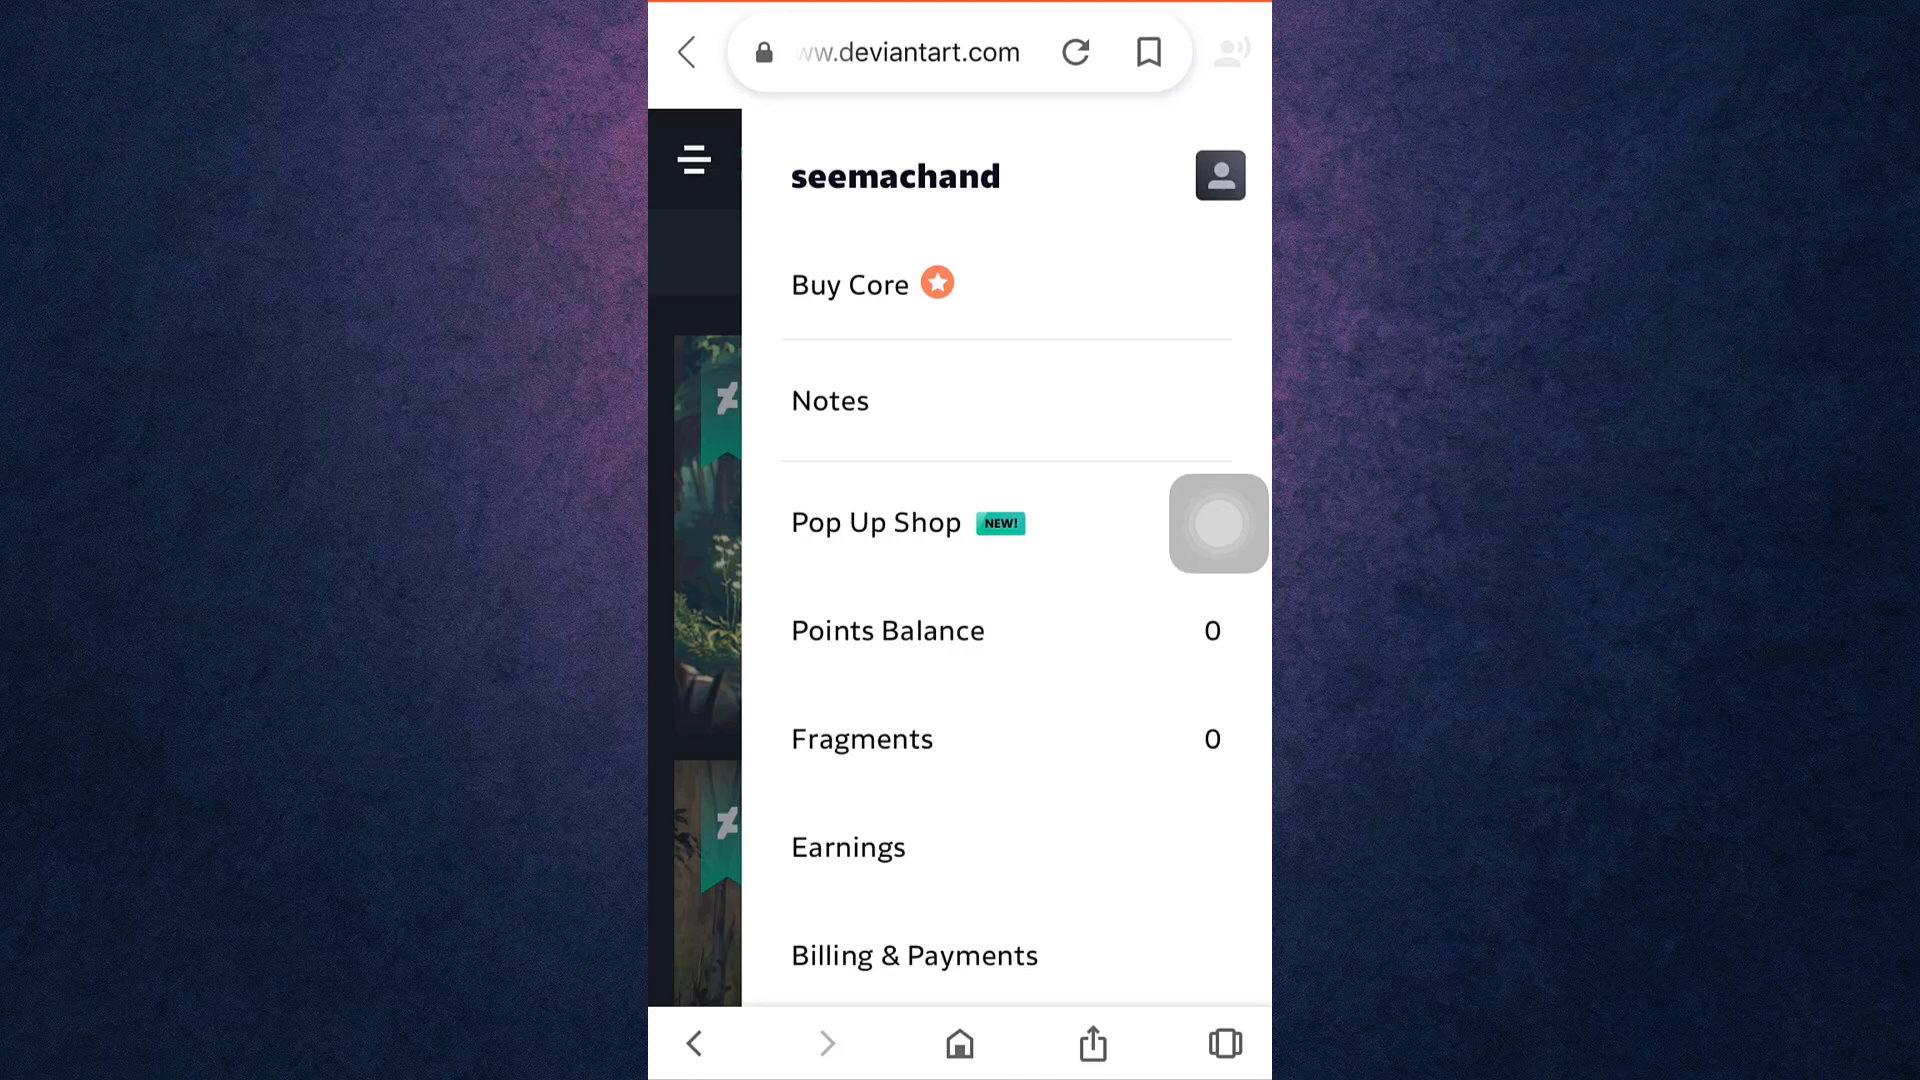 ww.deviantart.com
seemachand
Buy Core
Notes
Pop Up Shop NEW!
Points Balance 0
Fragments 0
Earnings
Billing & Payments